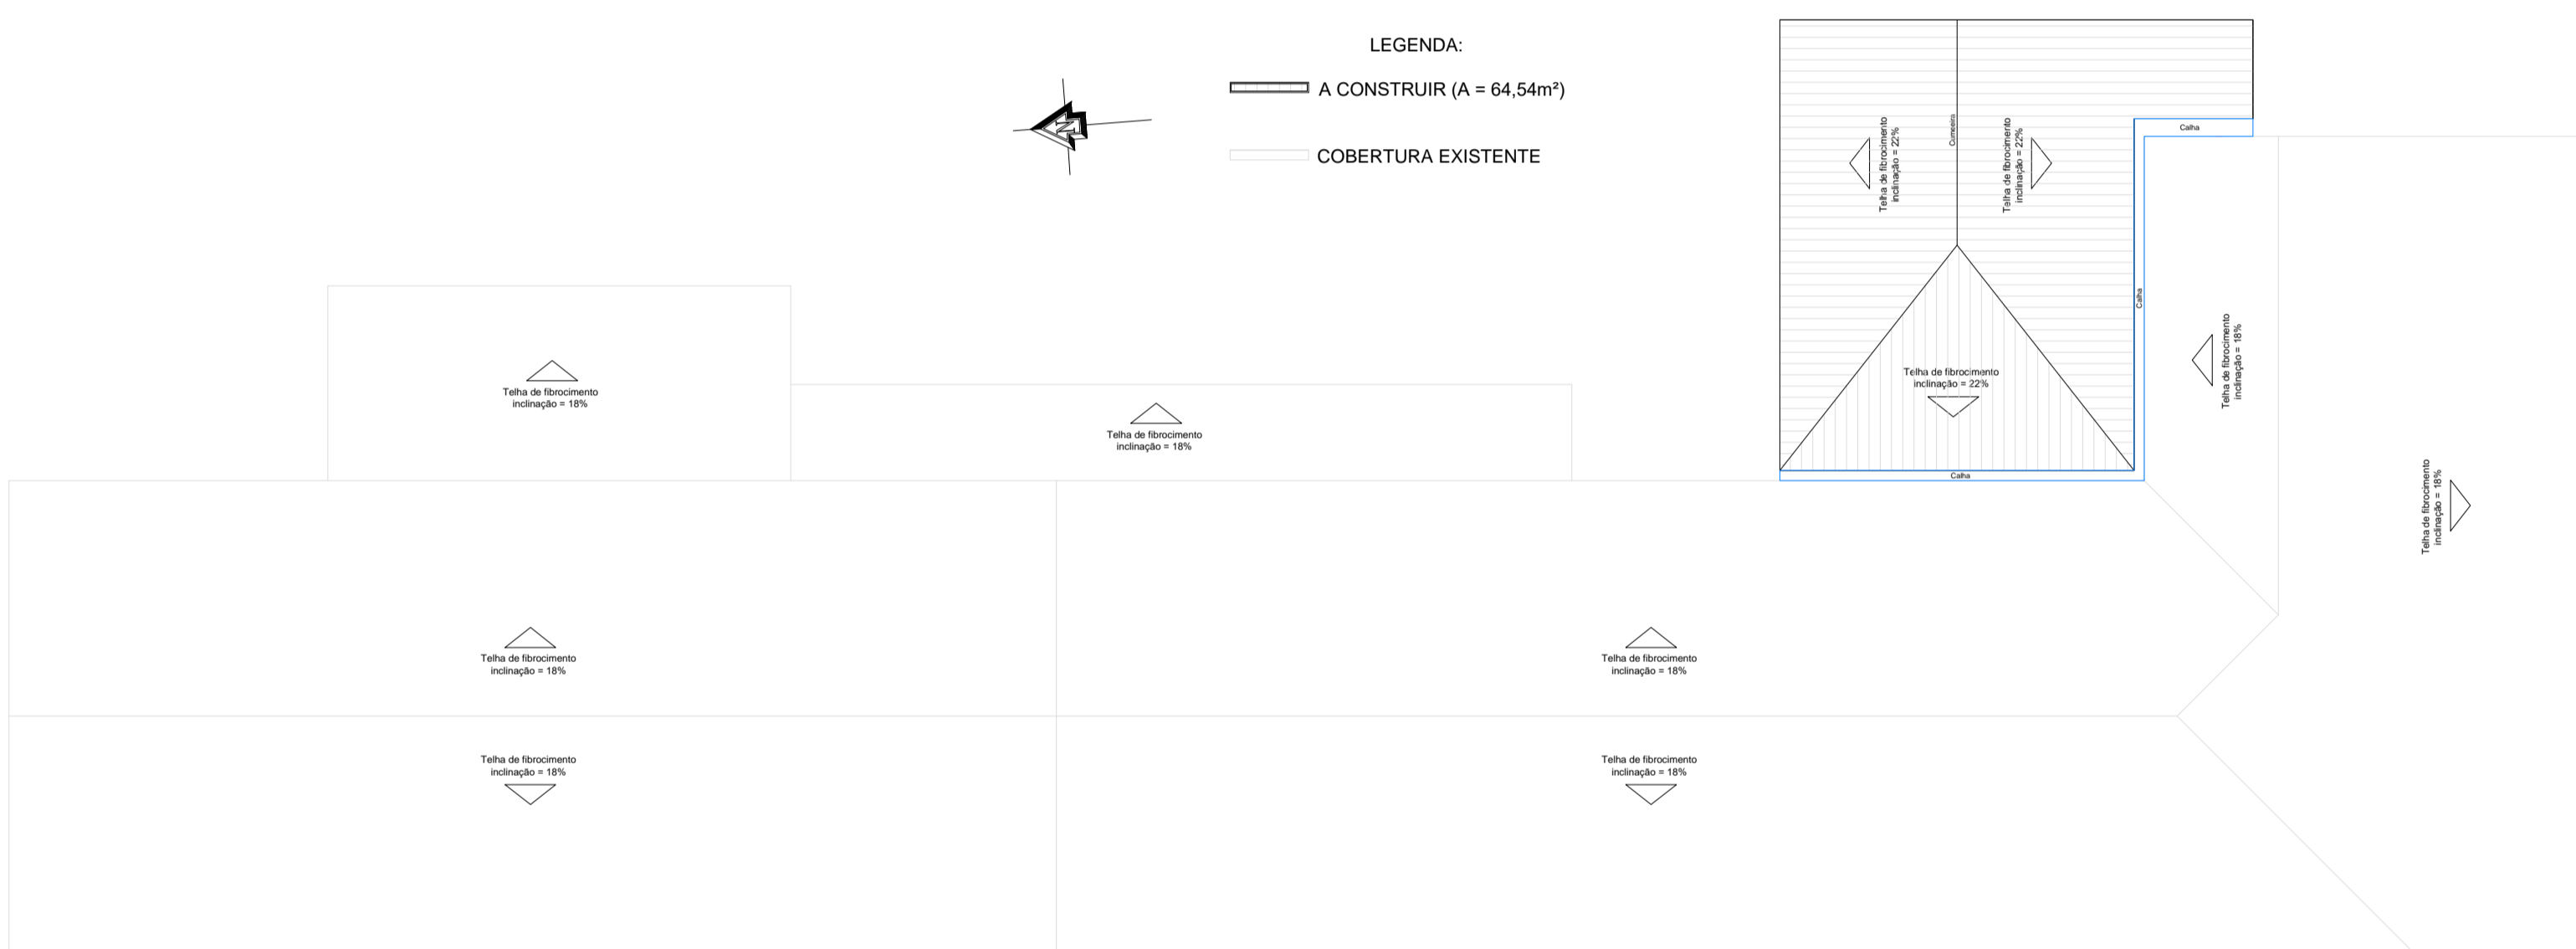 LEGENDA:
A CONSTRUIR (A = 64,54m²)
N
COBERTURA EXISTENTE
Calha
Cumeeira
Telha de fibrocimento
inclinação = 22%
Telha de fibrocimento
inclinação = 22%
Calha
Telha de fibrocimento
inclinação = 18%
Telha de fibrocimento
inclinação = 22%
Telha de fibrocimento
inclinação = 18%
Telha de fibrocimento
inclinação = 18%
Calha
Telha de fibrocimento
inclinação = 18%
Telha de fibrocimento
inclinação = 18%
Telha de fibrocimento
inclinação = 18%
Telha de fibrocimento
inclinação = 18%
Telha de fibrocimento
inclinação = 18%